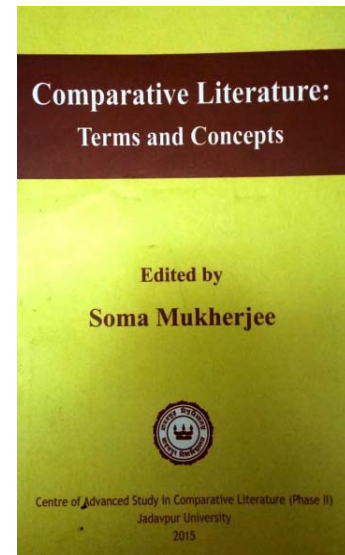 Comparative Literature:
Terms and Concepts
Edited by
Soma Mukherjee
Centre of Advanced Study in Comparative Literature (Phase II)
Jadavpur University
2015